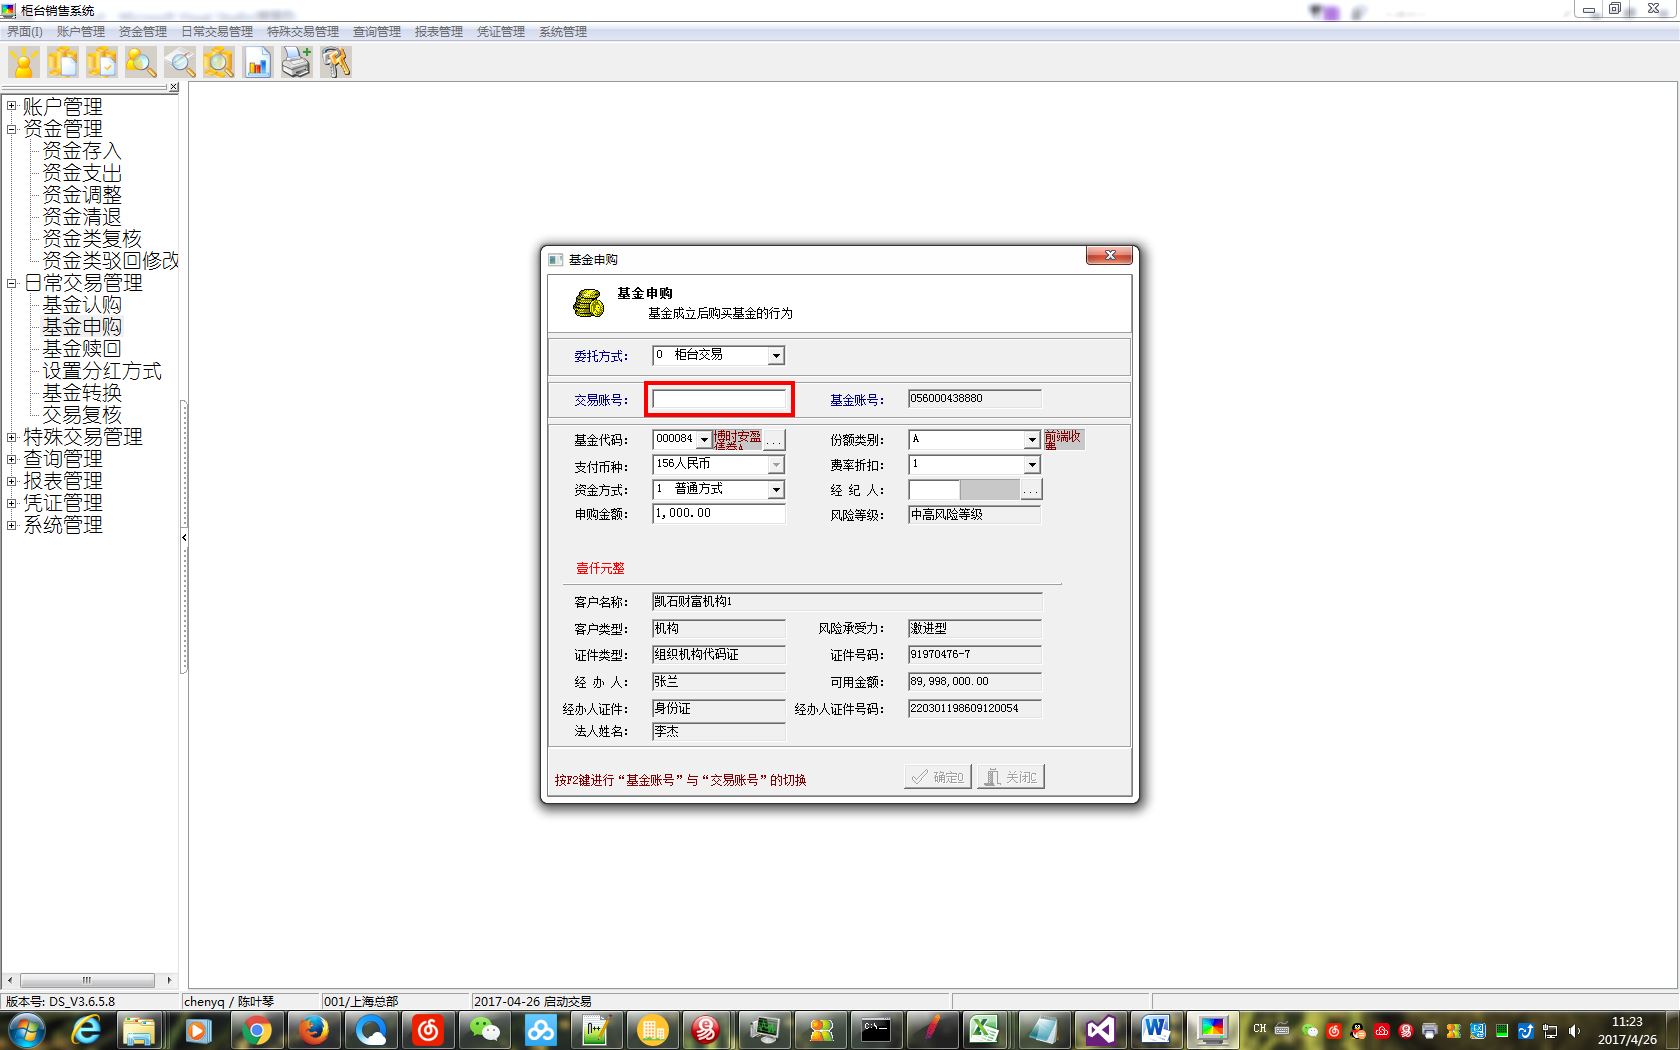 柜台销售系统
界面(I) 账户管理 资金管理 日常交易管理 特殊交易管理 查询管理 报表管理 凭证管理 系统管理
账户管理
资金管理
资金存入
资金支出
资金调整
资金清退
资金类复核
资金类驳回修改
日常交易管理
基金认购
基金申购
基金赎回
设置分红方式
基金转换
交易复核
特殊交易管理
查询管理
报表管理
凭证管理
系统管理
基金申购
基金申购
基金成立后购买基金的行为
委托方式: 0 柜台交易
交易账号: 基金账号: 056000438880
基金代码: 000084 博时安盈债券A ... 份额类别: A 前端收费
支付币种: 156人民币 费率折扣: 1
资金方式: 1 普通方式 经 纪 人: ...
申购金额: 1,000.00 风险等级: 中高风险等级
壹仟元整
客户名称: 凯石财富机构1
客户类型: 机构 风险承受力: 激进型
证件类型: 组织机构代码证 证件号码: 91970476-7
经 办 人: 张兰 可用金额: 89,998,000.00
经办人证件: 身份证 经办人证件号码: 220301198609120054
法人姓名: 李杰
按F2键进行“基金账号”与“交易账号”的切换 确定O 关闭C
版本号: DS_V3.6.5.8 chenyq / 陈叶琴 001/上海总部 2017-04-26 启动交易
CH 11:23
2017/4/26